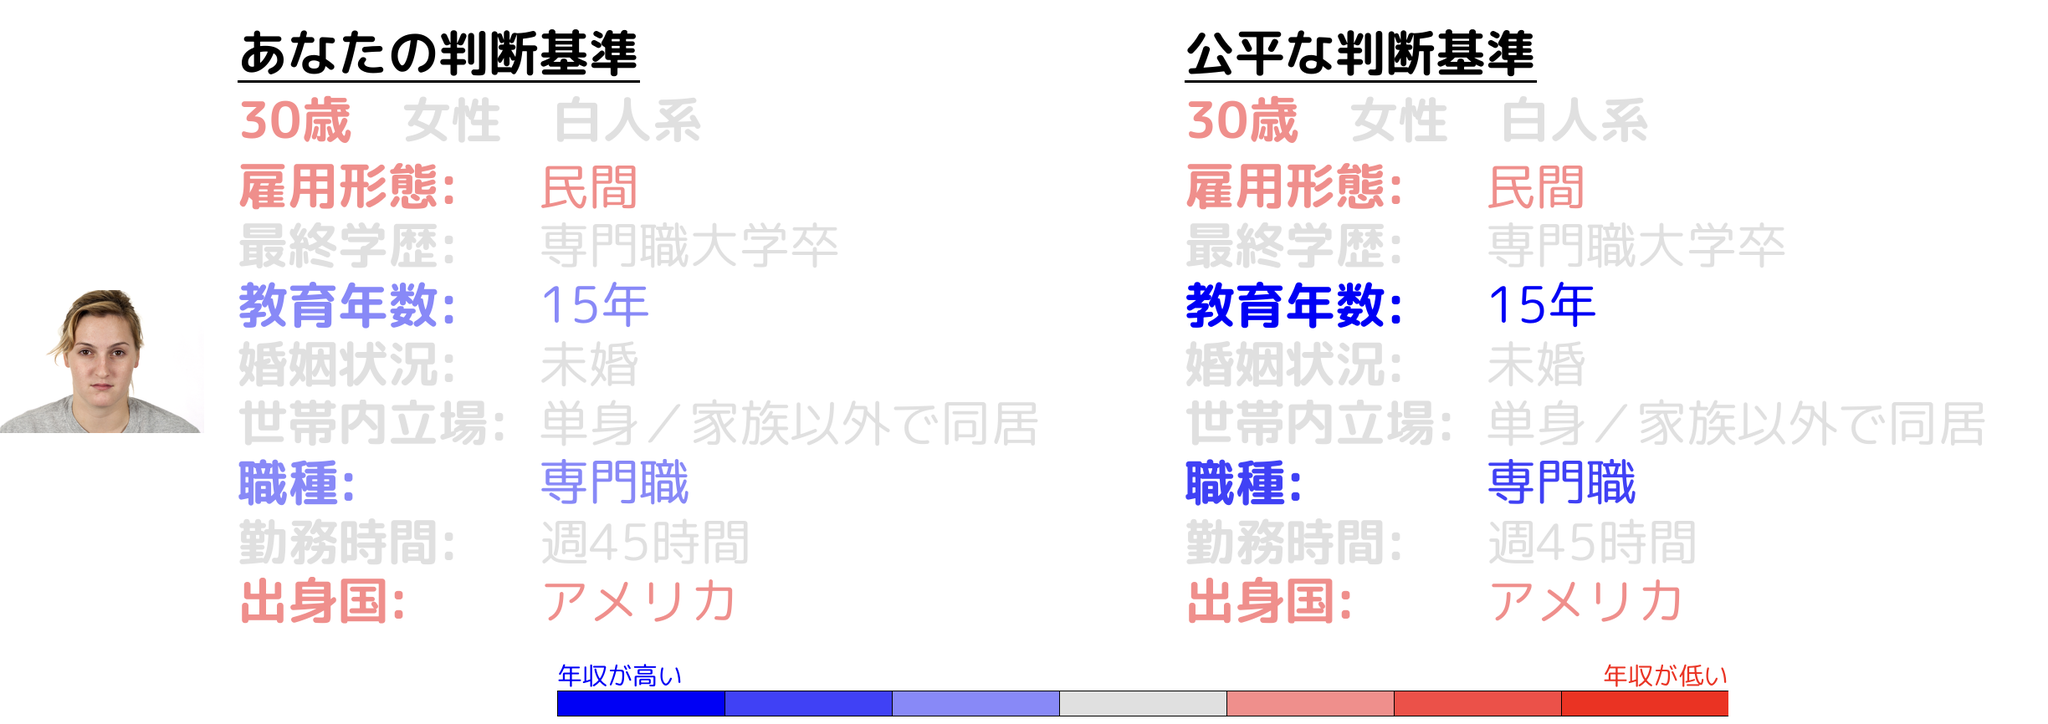 あなたの判断基準
30歳 女性 白人系
雇用形態: 民間
最終学歴: 専門職大学卒
教育年数: 15年
婚姻状況: 未婚
世帯内立場: 単身／家族以外で同居
職種: 専門職
勤務時間: 週45時間
出身国: アメリカ
公平な判断基準
30歳 女性 白人系
雇用形態: 民間
最終学歴: 専門職大学卒
教育年数: 15年
婚姻状況: 未婚
世帯内立場: 単身／家族以外で同居
職種: 専門職
勤務時間: 週45時間
出身国: アメリカ
年収が高い
年収が低い